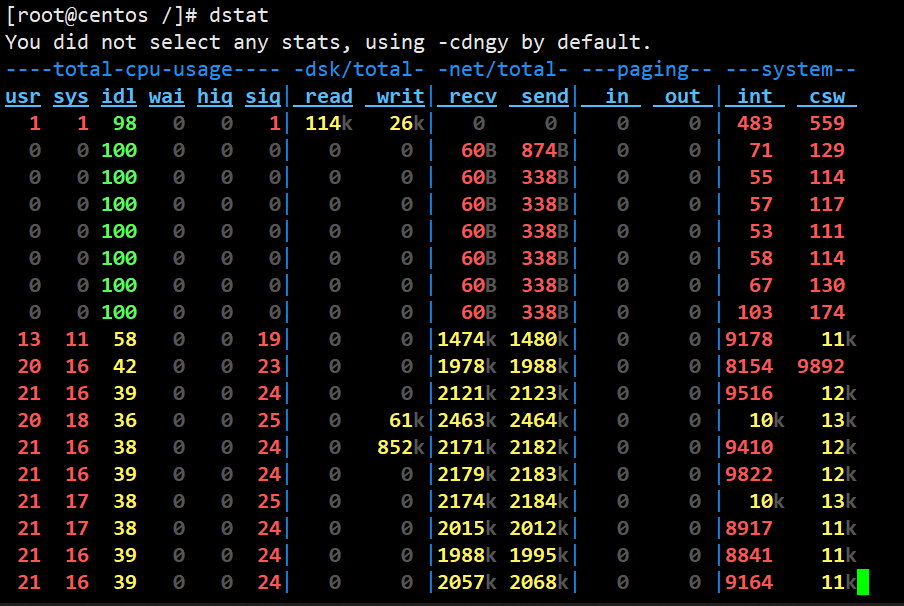 [root@centos /]# dstat
You did not select any stats, using -cdngy by default.
----total-cpu-usage---- -dsk/total- -net/total- ---paging-- ---system--
usr sys idl wai hiq siq| read  writ| recv  send|  in   out | int   csw
  1   1  98   0   0   1| 114k   26k|   0     0 |   0     0 | 483   559
  0   0 100   0   0   0|   0     0 |  60B  874B|   0     0 |  71   129
  0   0 100   0   0   0|   0     0 |  60B  338B|   0     0 |  55   114
  0   0 100   0   0   0|   0     0 |  60B  338B|   0     0 |  57   117
  0   0 100   0   0   0|   0     0 |  60B  338B|   0     0 |  53   111
  0   0 100   0   0   0|   0     0 |  60B  338B|   0     0 |  58   114
  0   0 100   0   0   0|   0     0 |  60B  338B|   0     0 |  67   130
  0   0 100   0   0   0|   0     0 |  60B  338B|   0     0 | 103   174
 13  11  58   0   0  19|   0     0 |1474k 1480k|   0     0 |9178    11k
 20  16  42   0   0  23|   0     0 |1978k 1988k|   0     0 |8154  9892
 21  16  39   0   0  24|   0     0 |2121k 2123k|   0     0 |9516    12k
 20  18  36   0   0  25|   0    61k|2463k 2464k|   0     0 |  10k   13k
 21  16  38   0   0  24|   0   852k|2171k 2182k|   0     0 |9410    12k
 21  16  39   0   0  24|   0     0 |2179k 2183k|   0     0 |9822    12k
 21  17  38   0   0  25|   0     0 |2174k 2184k|   0     0 |  10k   13k
 21  17  38   0   0  24|   0     0 |2015k 2012k|   0     0 |8917    11k
 21  16  39   0   0  24|   0     0 |1988k 1995k|   0     0 |8841    11k
 21  16  39   0   0  24|   0     0 |2057k 2068k|   0     0 |9164    11k